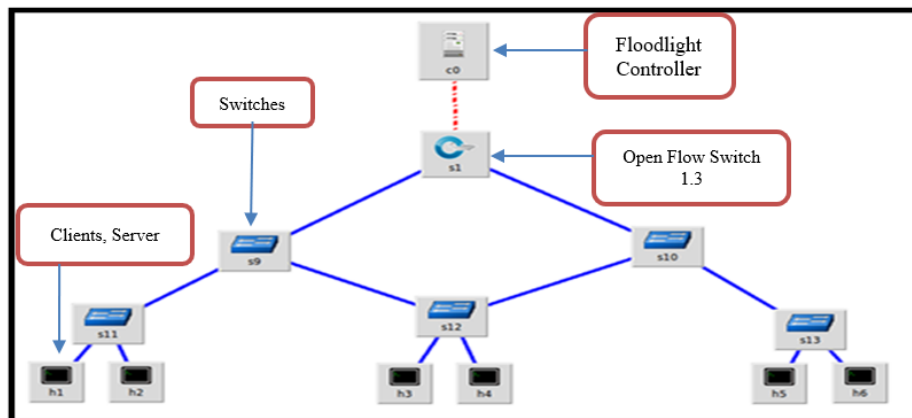 Floodlight
Controller
c0
Switches
Open Flow Switch
1.3
s1
Clients, Server
s9
s10
s11
s12
s13
h1
h2
h3
h4
h5
h6